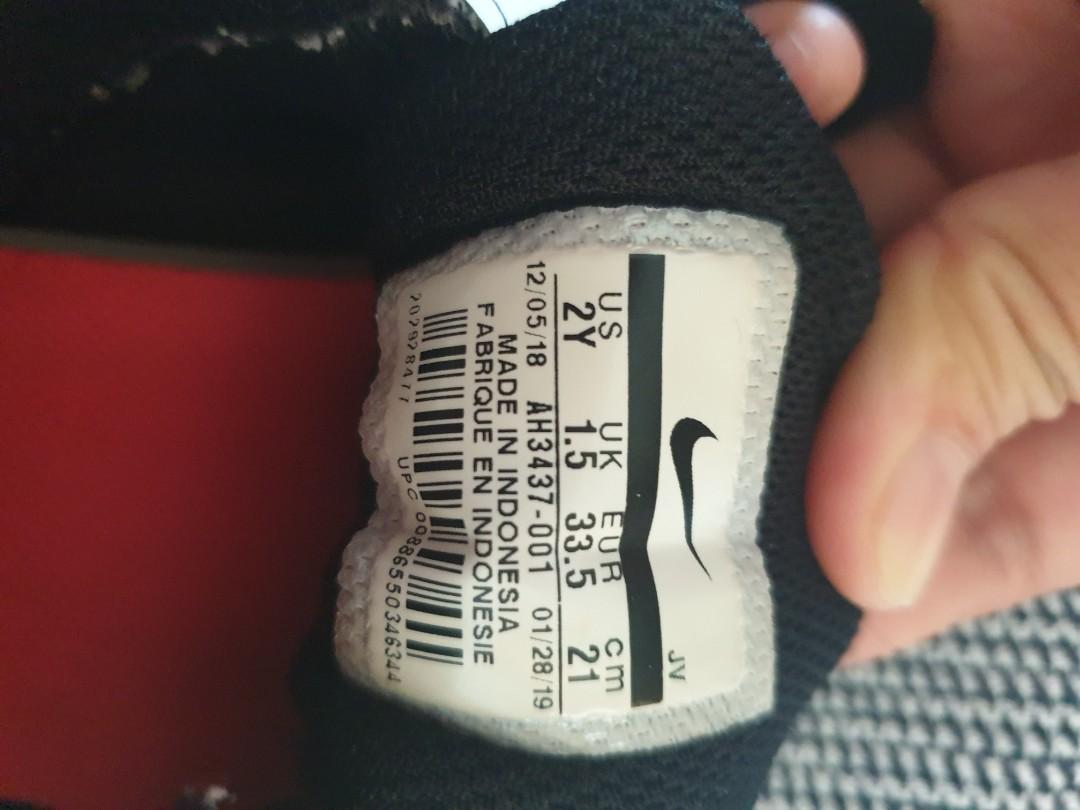 JV
US UK EUR cm
2Y 1.5 33.5 21
12/05/18 AH3437-001 01/28/19
MADE IN INDONESIA
FABRIQUE EN INDONESIE
UPC